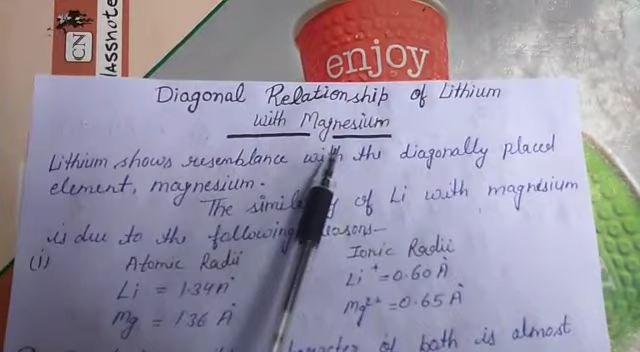 CN
LASSNOTE
enjoy
Diagonal Relationship of Lithium
with Magnesium
Lithium shows resemblance with the diagonally placed
element, magnesium.
The of Li with magnesium
is due to the following reasons—
(i) Atomic Radii Ionic Radii
Li = 1.34 A° Li⁺ = 0.60 A°
Mg = 1.36 A° Mg²⁺ = 0.65 A°
of both is almost